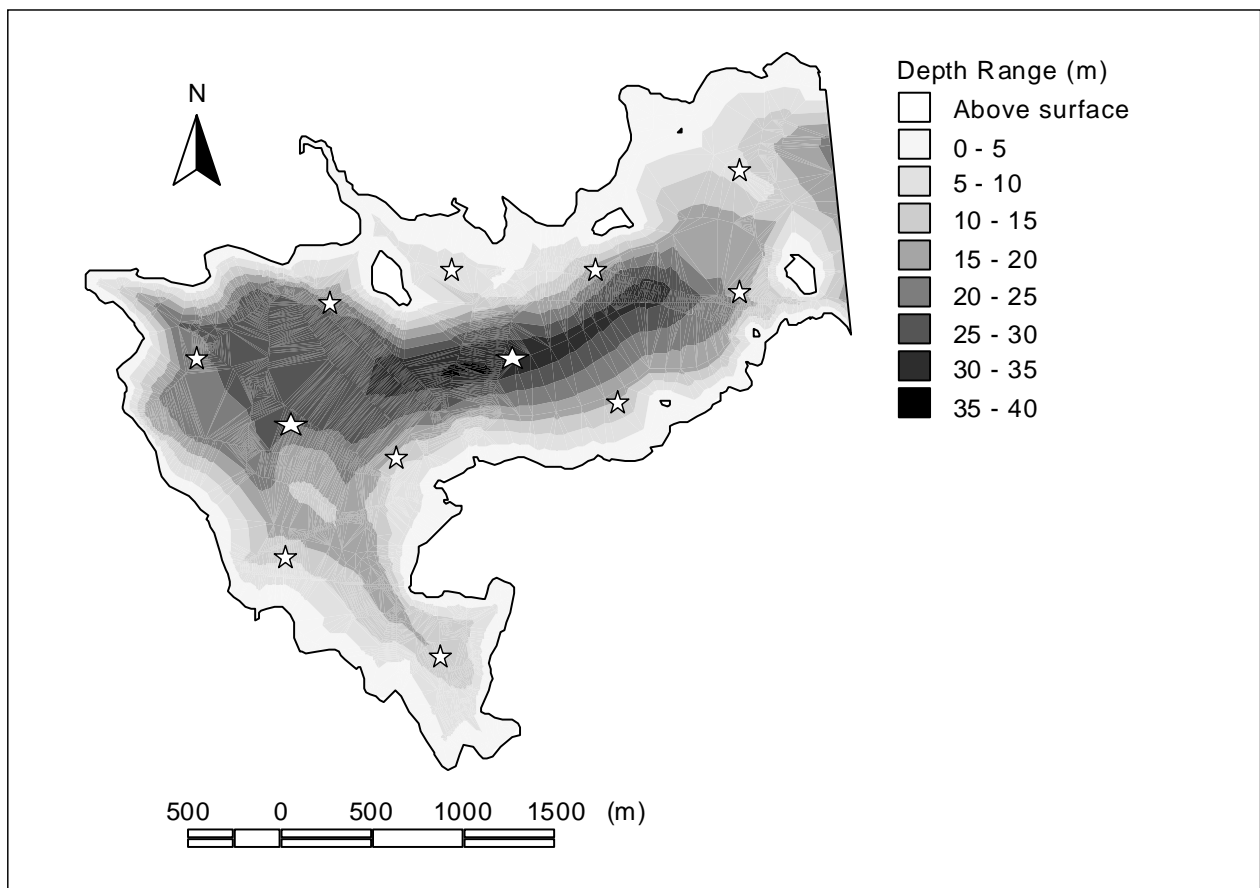 N
Depth Range (m)
Above surface
0 - 5
5 - 10
10 - 15
15 - 20
20 - 25
25 - 30
30 - 35
35 - 40
500 0 500 1000 1500 (m)